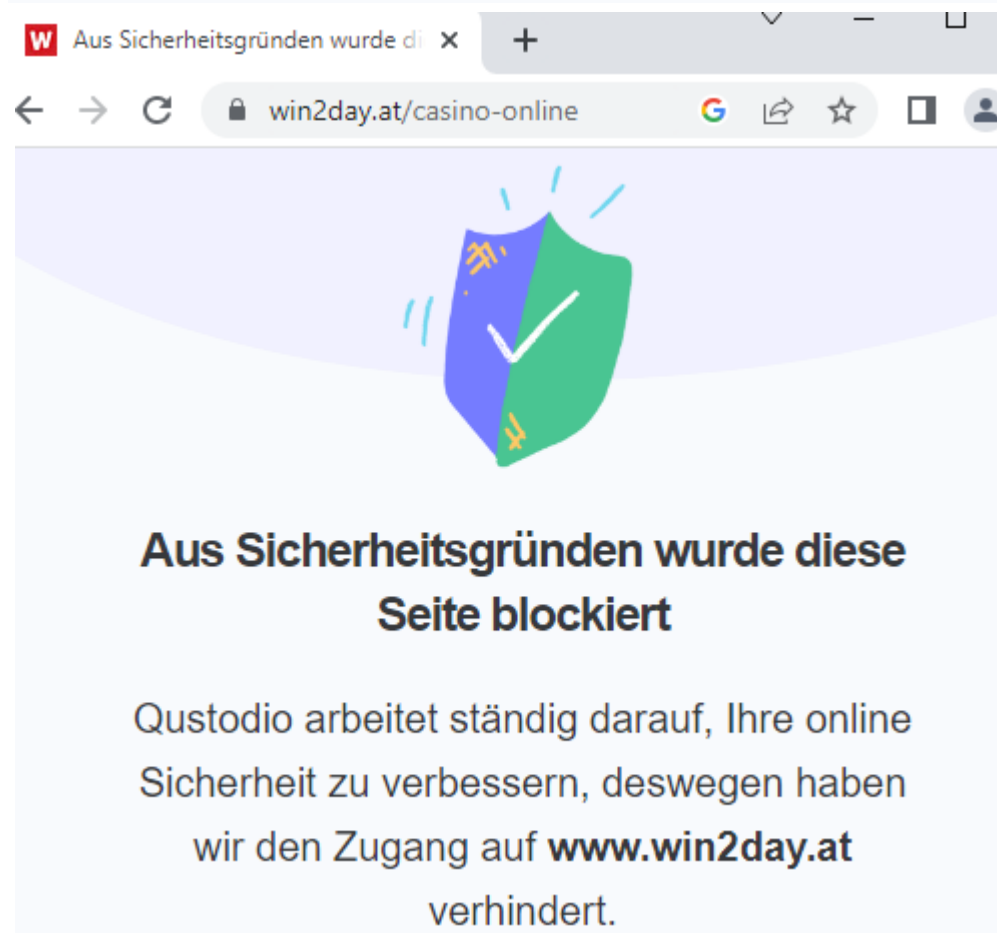 W Aus Sicherheitsgründen wurde di
win2day.at/casino-online G
Aus Sicherheitsgründen wurde diese
Seite blockiert
Qustodio arbeitet ständig darauf, Ihre online
Sicherheit zu verbessern, deswegen haben
wir den Zugang auf www.win2day.at
verhindert.